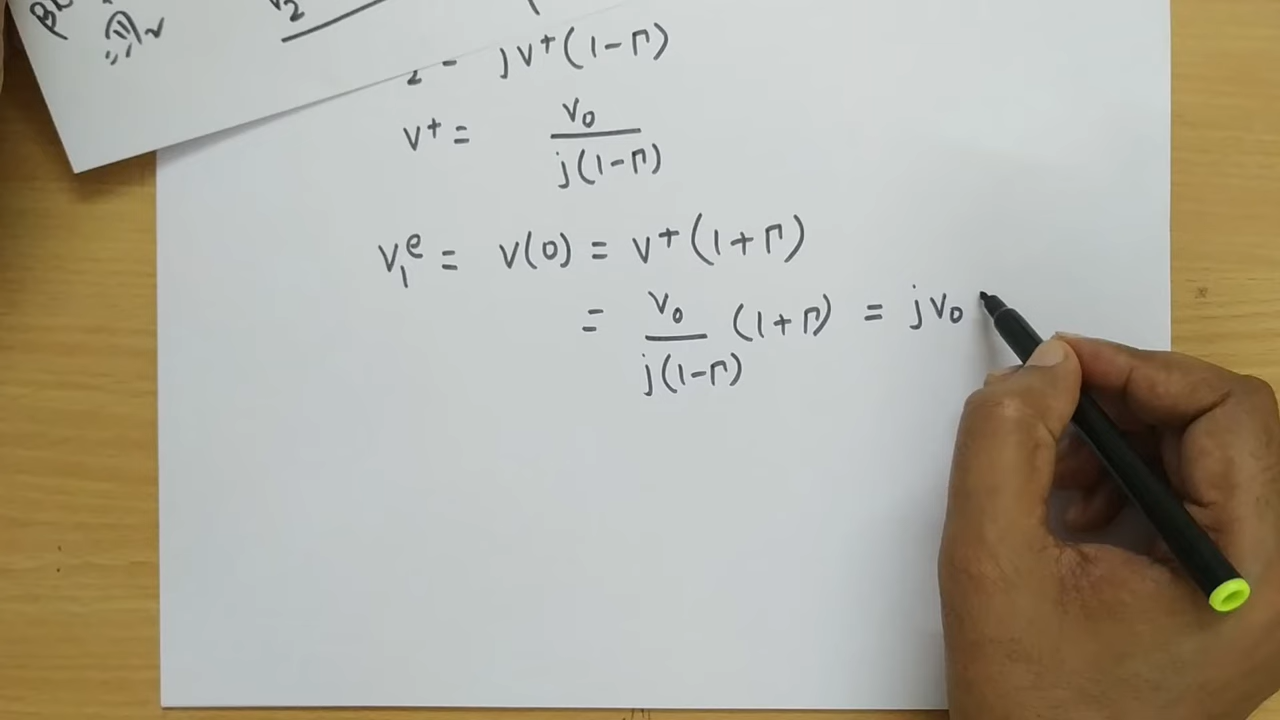 jV⁺(1-Γ)
V⁺ = V₀ / j(1-Γ)
V₁ᵉ = V(0) = V⁺(1+Γ)
= V₀ / j(1-Γ) (1+Γ) = jV₀